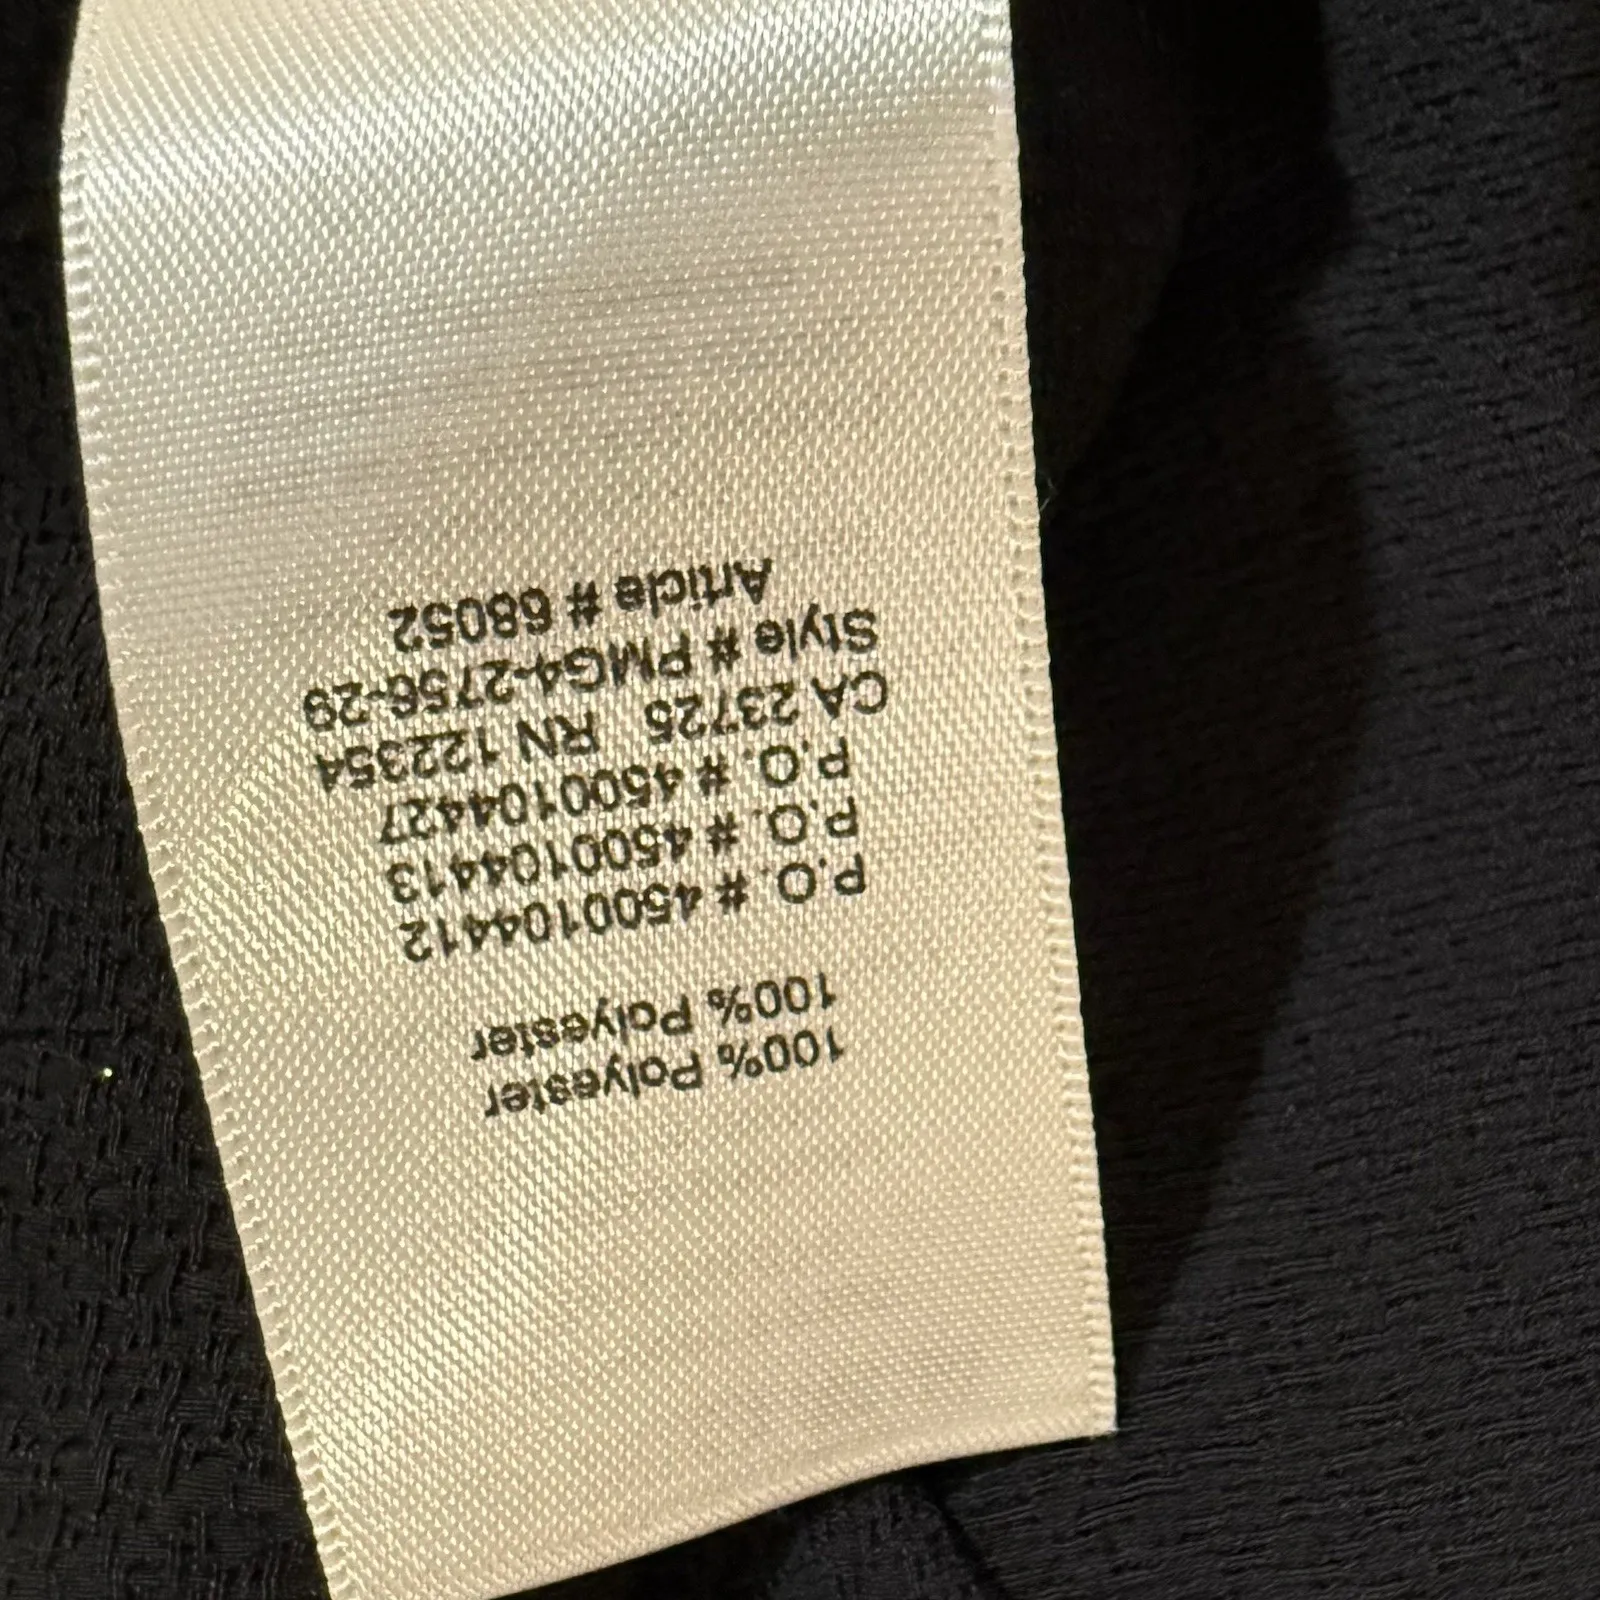 100% Polyester
100% Polyester
P.O. # 4500104412
P.O. # 4500104413
P.O. # 4500104427
CA 23725 RN 122354
Style # PMG4-2756-29
Article # 68052